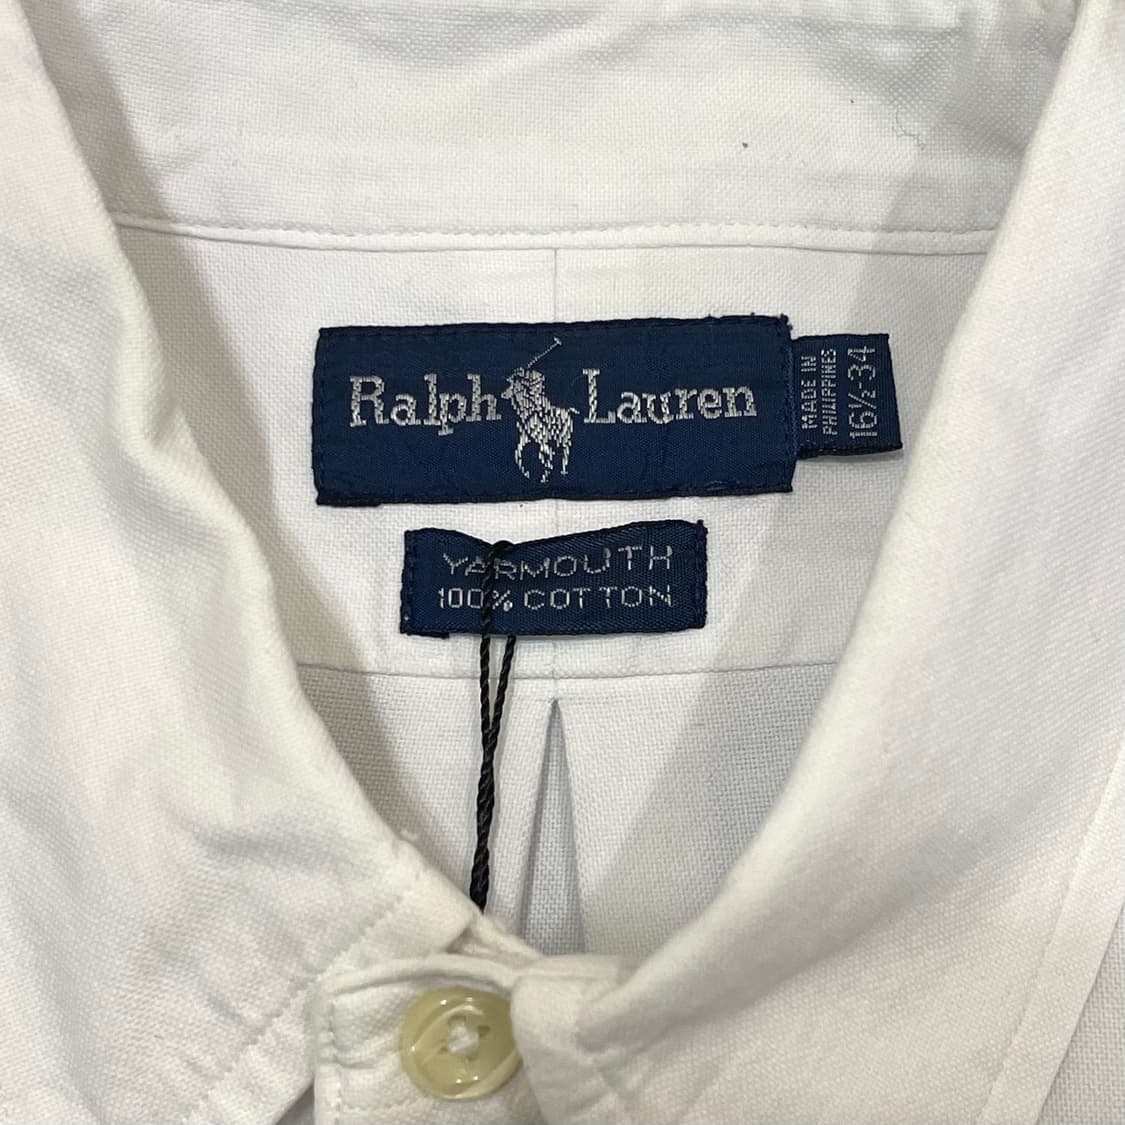 Ralph Lauren
MADE IN
PHILIPPINES
16½-34
YARMOUTH
100% COTTON